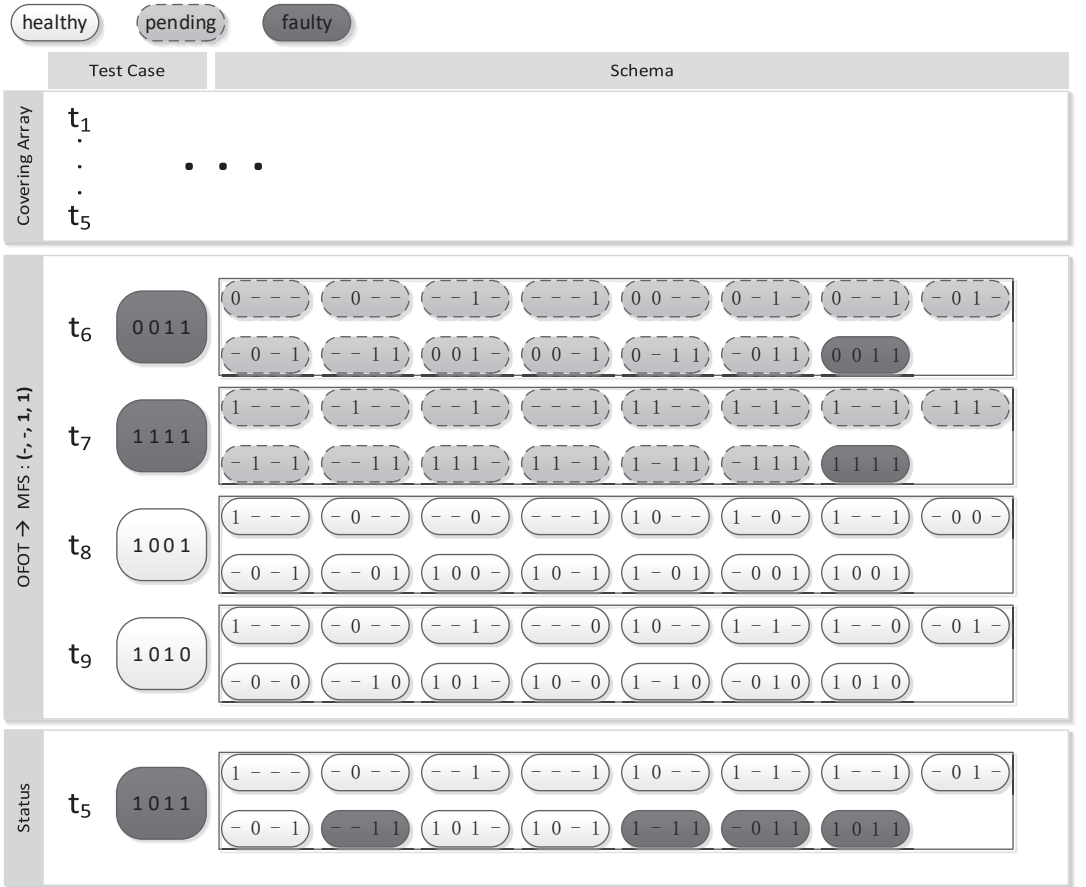 healthy pending faulty
Test Case Schema
Covering Array
t1
. . .
. . .
t5
OFOT → MFS : (-, -, 1, 1)
t6 0 0 1 1
0 - - - - 0 - - - - 1 - - - - 1 0 0 - - 0 - 1 - 0 - - 1 - 0 1 -
- 0 - 1 - - 1 1 0 0 1 - 0 0 - 1 0 - 1 1 - 0 1 1 0 0 1 1
t7 1 1 1 1
1 - - - - 1 - - - - 1 - - - - 1 1 1 - - 1 - 1 - 1 - - 1 - 1 1 -
- 1 - 1 - - 1 1 1 1 1 - 1 1 - 1 1 - 1 1 - 1 1 1 1 1 1 1
t8 1 0 0 1
1 - - - - 0 - - - - 0 - - - - 1 1 0 - - 1 - 0 - 1 - - 1 - 0 0 -
- 0 - 1 - - 0 1 1 0 0 - 1 0 - 1 1 - 0 1 - 0 0 1 1 0 0 1
t9 1 0 1 0
1 - - - - 0 - - - - 1 - - - - 0 1 0 - - 1 - 1 - 1 - - 0 - 0 1 -
- 0 - 0 - - 1 0 1 0 1 - 1 0 - 0 1 - 1 0 - 0 1 0 1 0 1 0
Status
t5 1 0 1 1
1 - - - - 0 - - - - 1 - - - - 1 1 0 - - 1 - 1 - 1 - - 1 - 0 1 -
- 0 - 1 - - 1 1 1 0 1 - 1 0 - 1 1 - 1 1 - 0 1 1 1 0 1 1